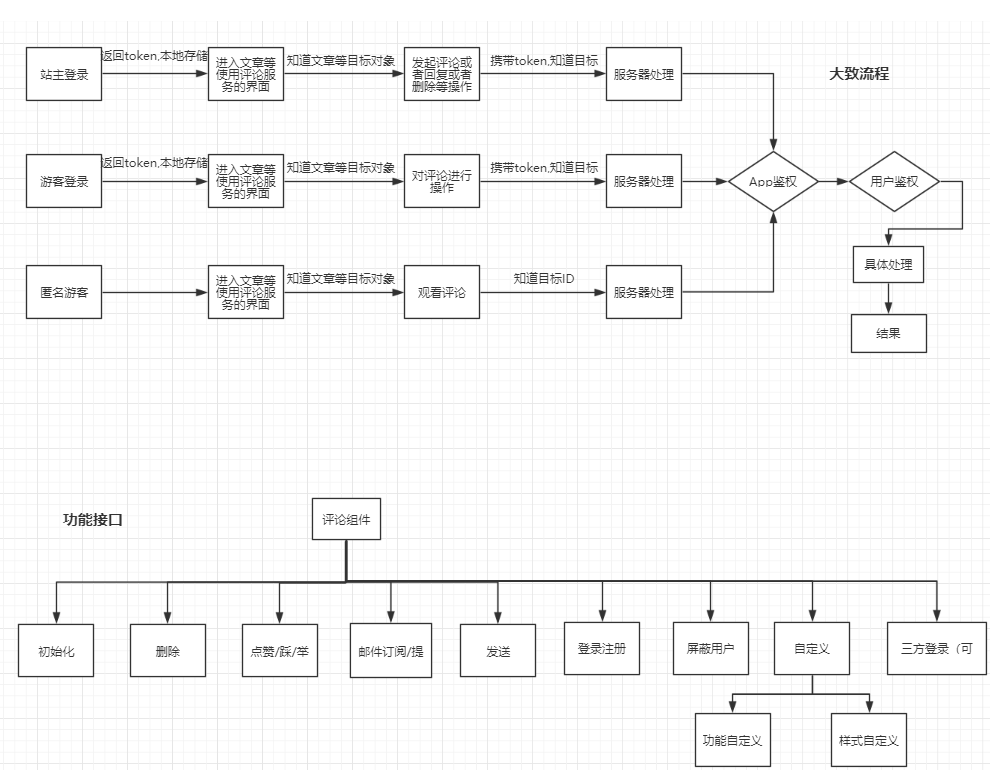 大致流程
站主登录
返回token,本地存储
进入文章等
使用评论服
务的界面
知道文章等目标对象
发起评论或
者回复或者
删除等操作
携带token,知道目标
服务器处理
游客登录
返回token,本地存储
进入文章等
使用评论服
务的界面
知道文章等目标对象
对评论进行
操作
携带token,知道目标
服务器处理
App鉴权
用户鉴权
匿名游客
进入文章等
使用评论服
务的界面
知道文章等目标对象
观看评论
知道目标ID
服务器处理
具体处理
结果
功能接口
评论组件
初始化
删除
点赞/踩/举
邮件订阅/提
发送
登录注册
屏蔽用户
自定义
三方登录（可
功能自定义
样式自定义